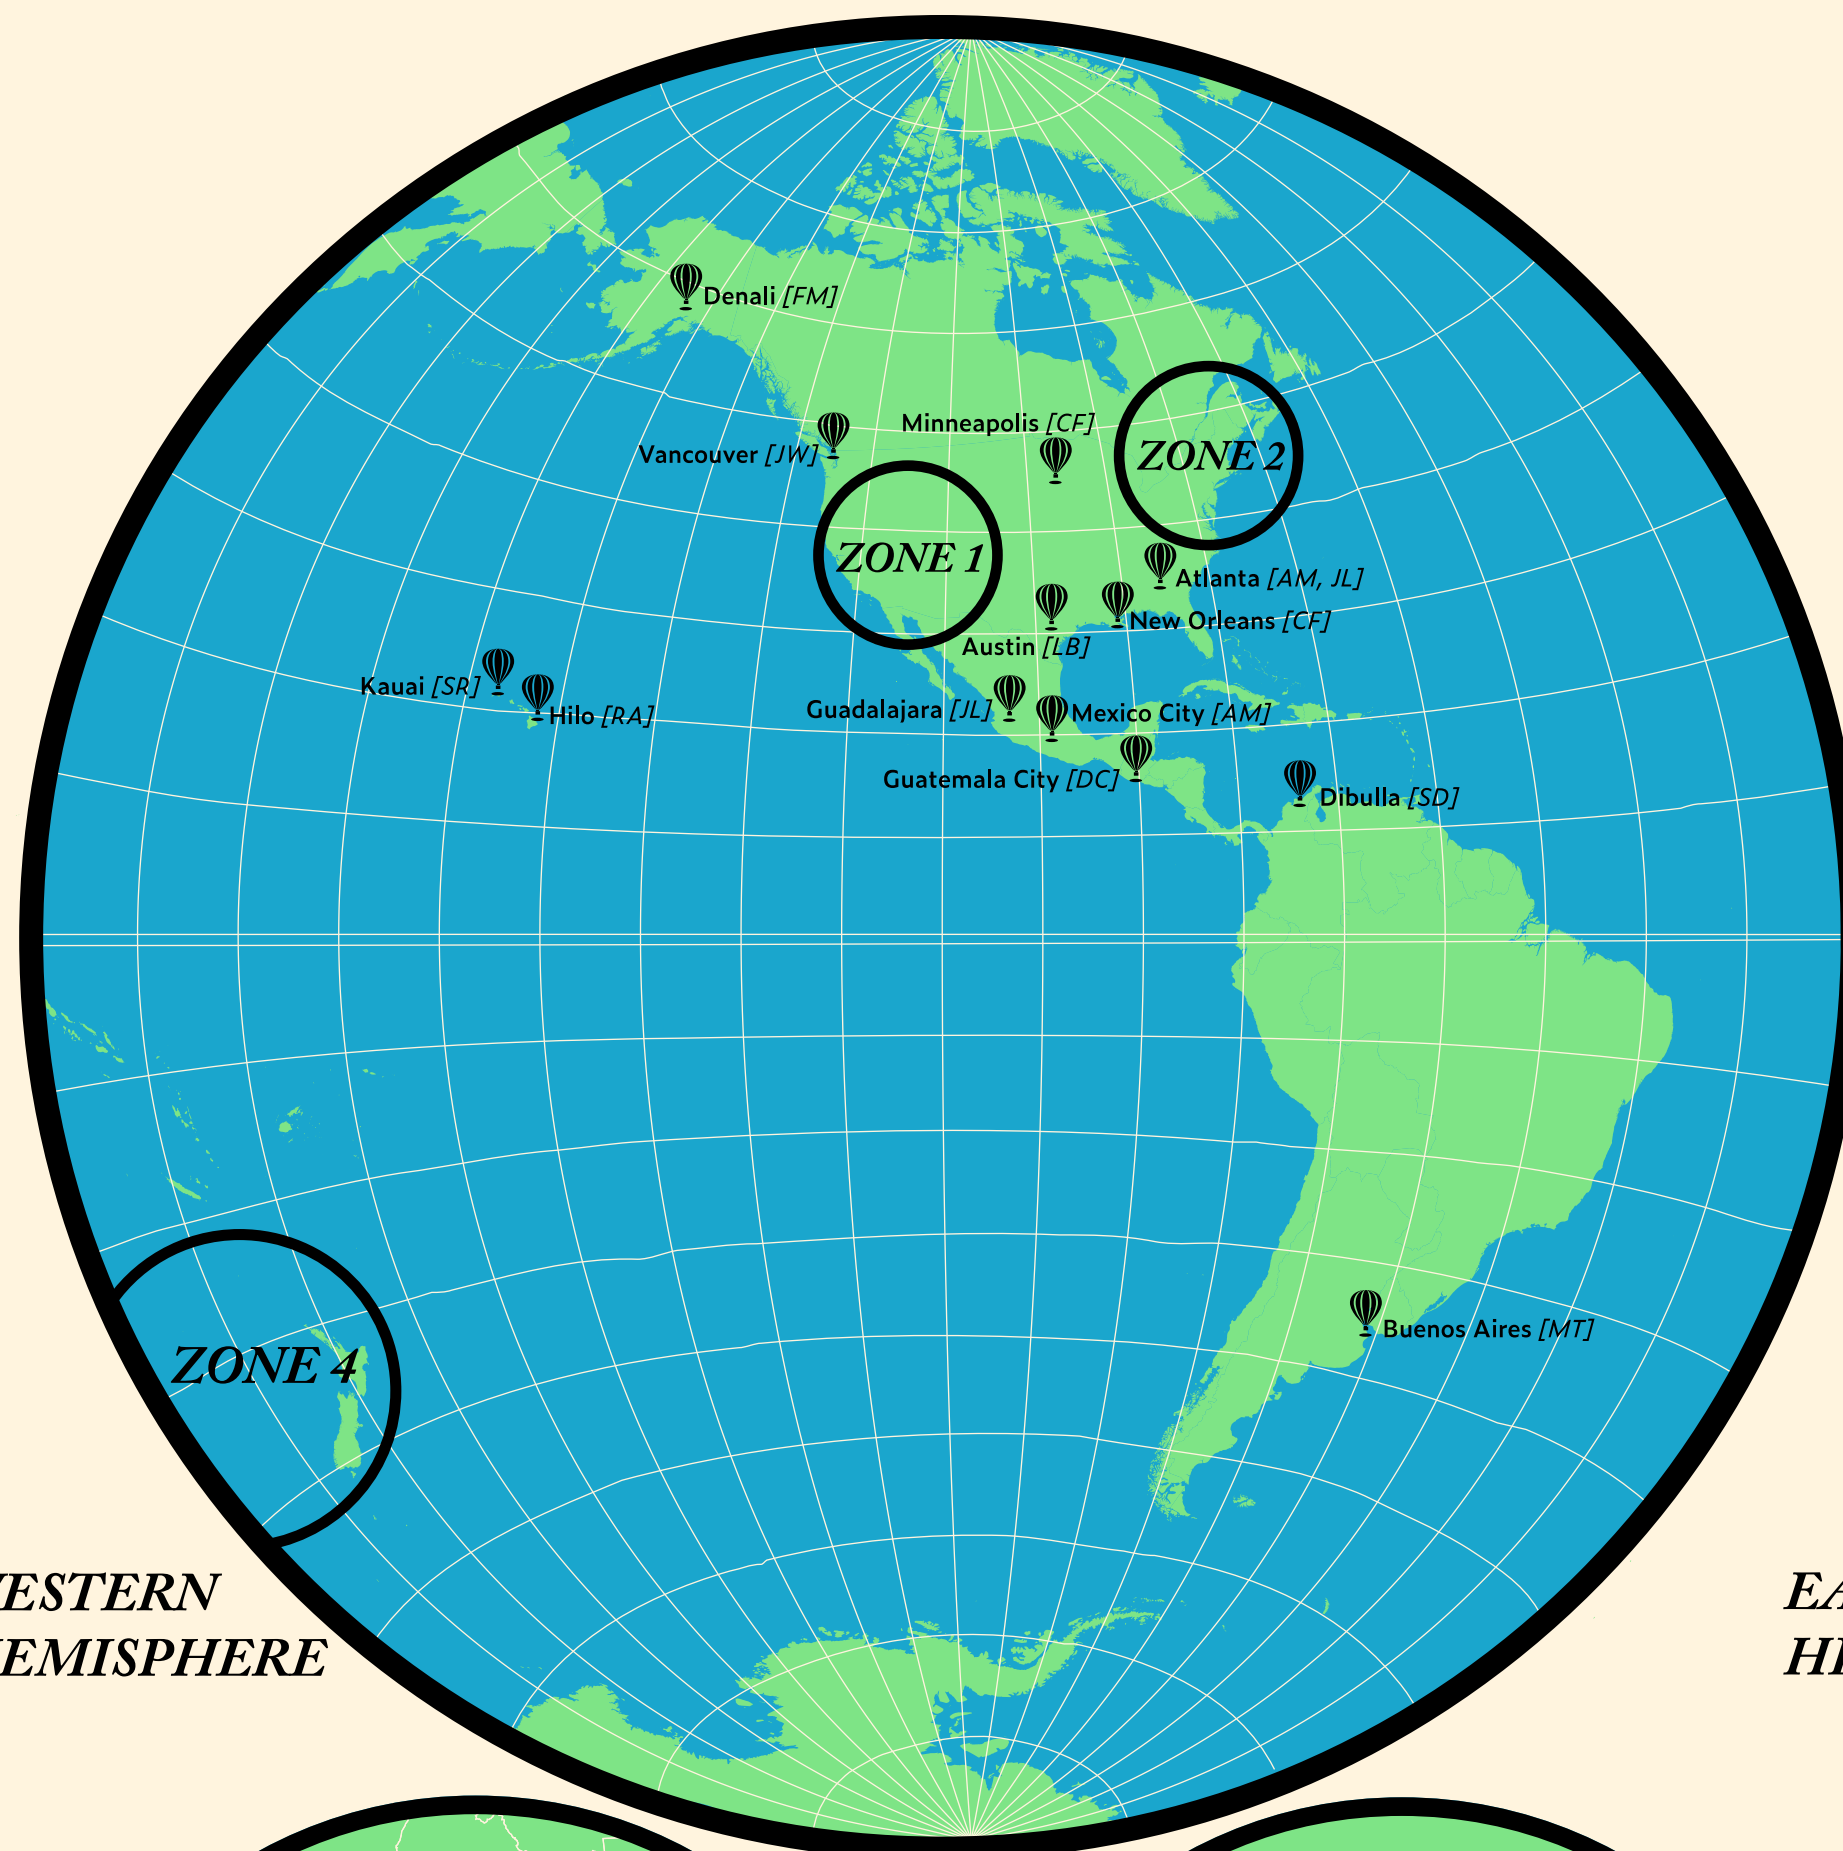 Denali [FM]
Minneapolis [CF]
Vancouver [JW]
ZONE 2
ZONE 1
Atlanta [AM, JL]
New Orleans [CF]
Austin [LB]
Kauai [SR]
Hilo [RA]
Guadalajara [JL]
Mexico City [AM]
Guatemala City [DC]
Dibulla [SD]
Buenos Aires [MT]
ZONE 4
ESTERN
EMISPHERE
EA
H